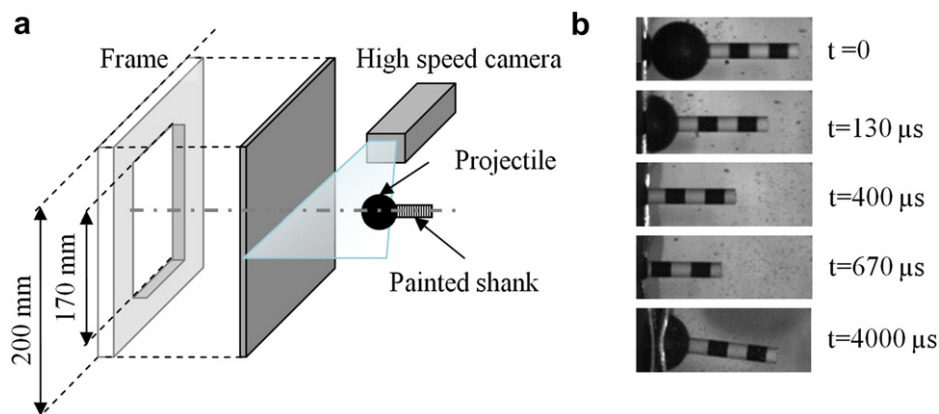 a
Frame
High speed camera
Projectile
Painted shank
170 mm
200 mm
b
t =0
t=130 μs
t=400 μs
t=670 μs
t=4000 μs